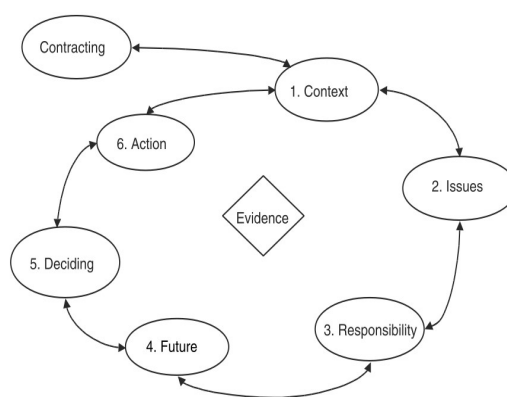 Contracting
1. Context
6. Action
2. Issues
Evidence
5. Deciding
3. Responsibility
4. Future